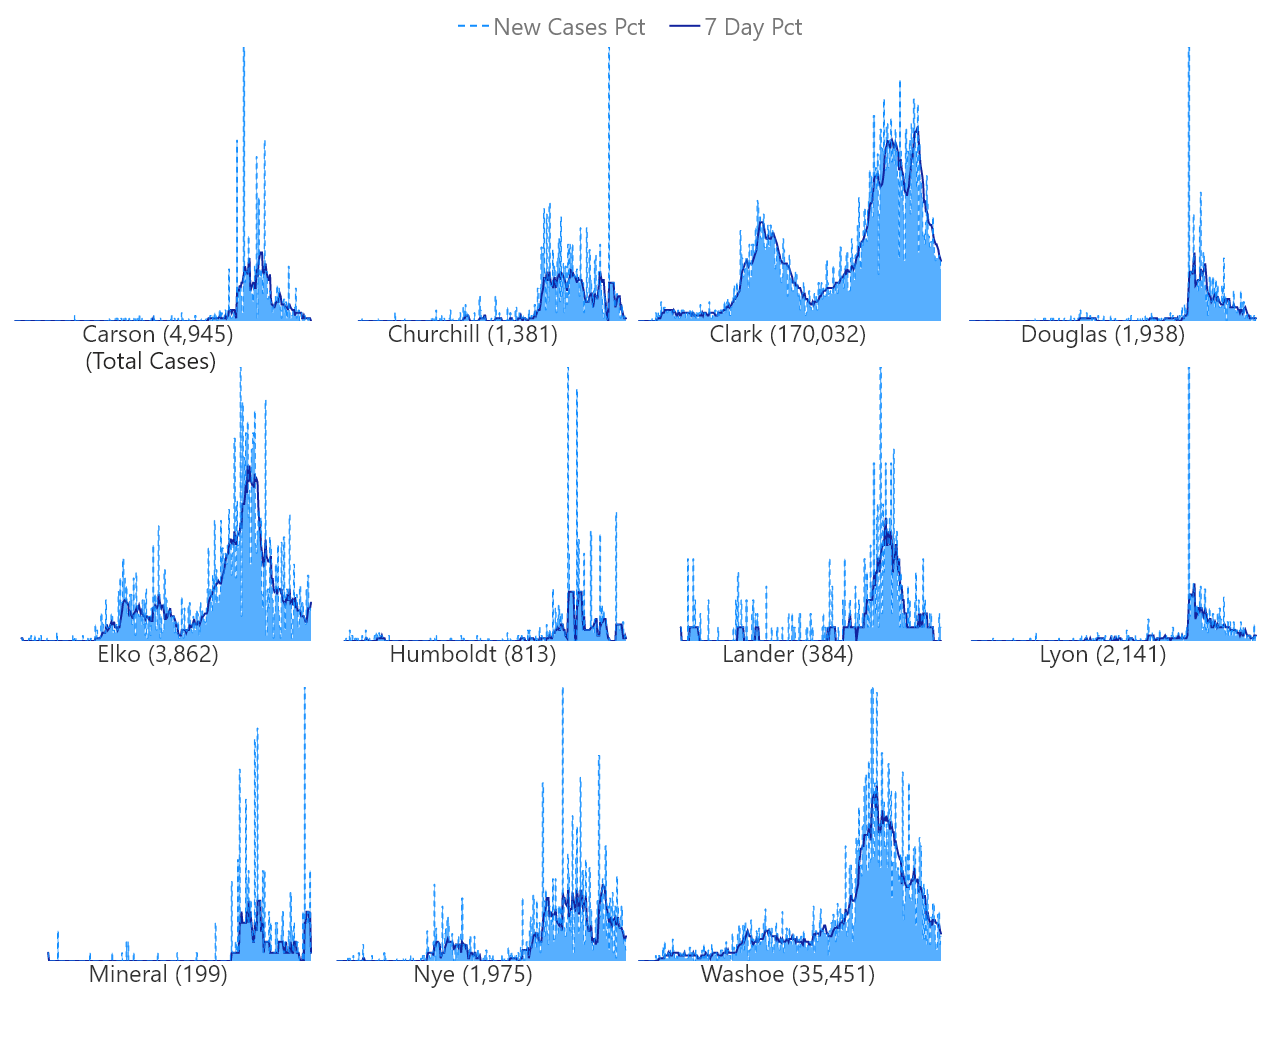 New Cases Pct 7 Day Pct
Carson (4,945) Churchill (1,381) Clark (170,032) Douglas (1,938)
(Total Cases)
Elko (3,862) Humboldt (813) Lander (384) Lyon (2,141)
Mineral (199) Nye (1,975) Washoe (35,451)